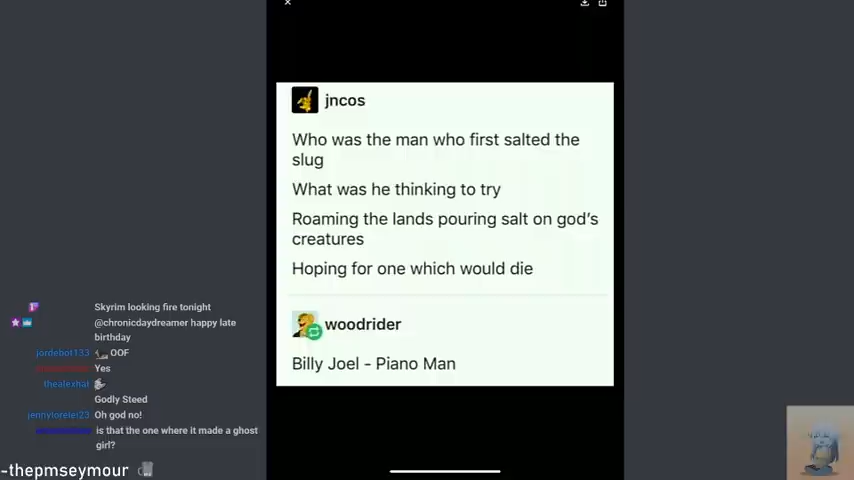 jncos
Who was the man who first salted the
slug
What was he thinking to try
Roaming the lands pouring salt on god's
creatures
Hoping for one which would die
woodrider
Billy Joel - Piano Man
Skyrim looking fire tonight
@chronicdaydreamer happy late
birthday
jordebot133 OOF
Yes
thealexhat
Godly Steed
jennylorelei23 Oh god no!
is that the one where it made a ghost
girl?
-thepmseymour